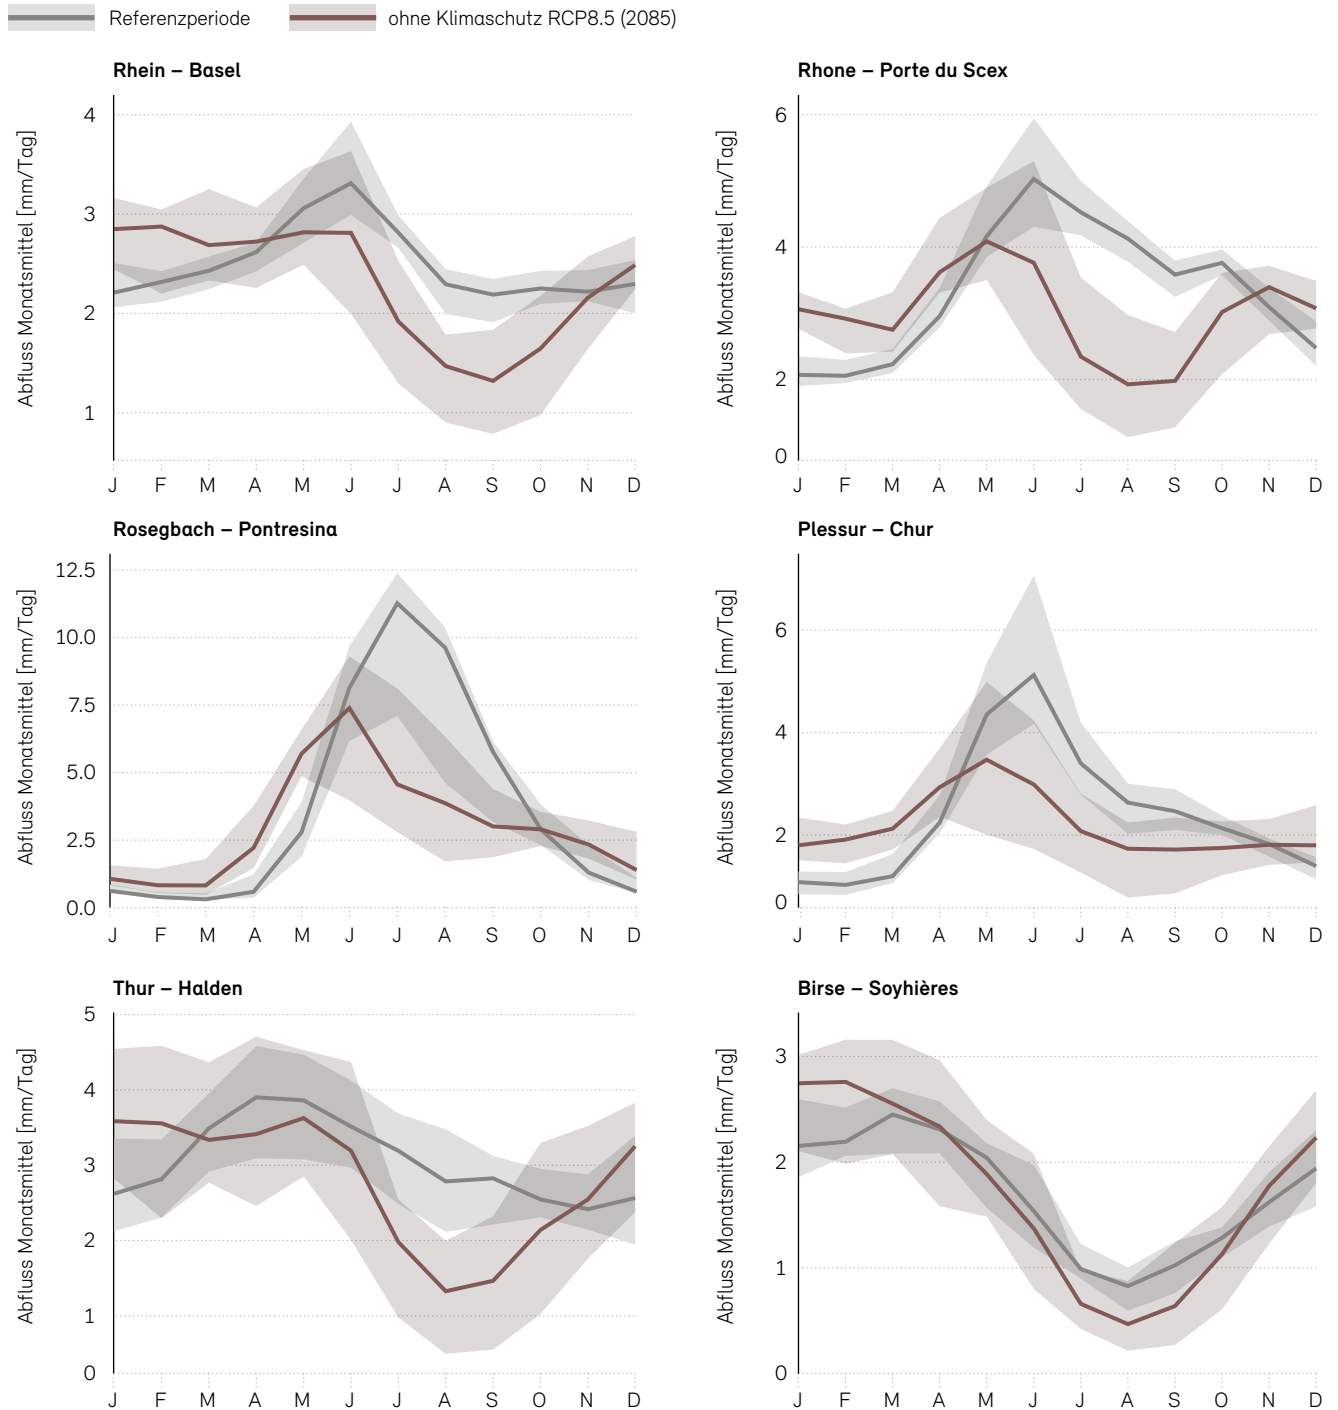 Referenzperiode
ohne Klimaschutz RCP8.5 (2085)
Rhein – Basel
Abfluss Monatsmittel [mm/Tag]
4
3
2
1
J F M A M J J A S O N D
Rhone – Porte du Scex
Abfluss Monatsmittel [mm/Tag]
6
4
2
0
J F M A M J J A S O N D
Rosegbach – Pontresina
Abfluss Monatsmittel [mm/Tag]
12.5
10.0
7.5
5.0
2.5
0.0
J F M A M J J A S O N D
Plessur – Chur
Abfluss Monatsmittel [mm/Tag]
6
4
2
0
J F M A M J J A S O N D
Thur – Halden
Abfluss Monatsmittel [mm/Tag]
5
4
3
2
1
0
J F M A M J J A S O N D
Birse – Soyhières
Abfluss Monatsmittel [mm/Tag]
3
2
1
0
J F M A M J J A S O N D